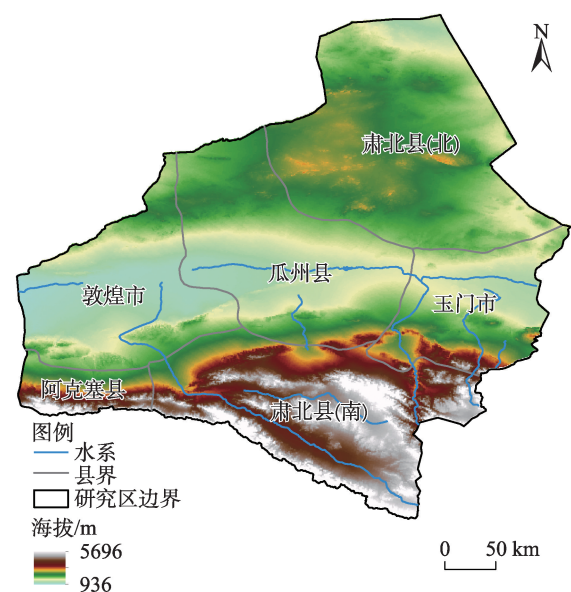 N
肃北县(北)
瓜州县
敦煌市
玉门市
阿克塞县
肃北县(南)
图例
水系
县界
研究区边界
海拔/m
5696
936
0 50 km